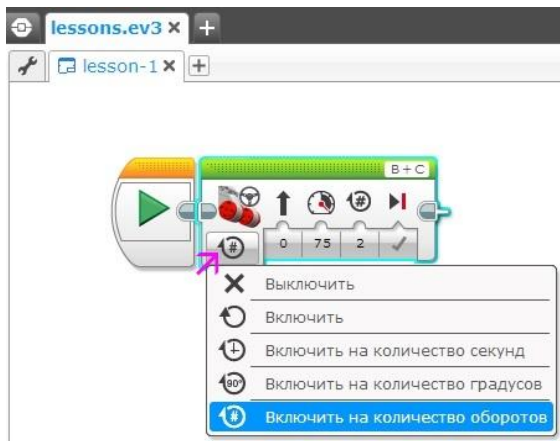 lessons.ev3
lesson-1
B+C
#
0 75 2
#
Выключить
Включить
Включить на количество секунд
90° Включить на количество градусов
# Включить на количество оборотов